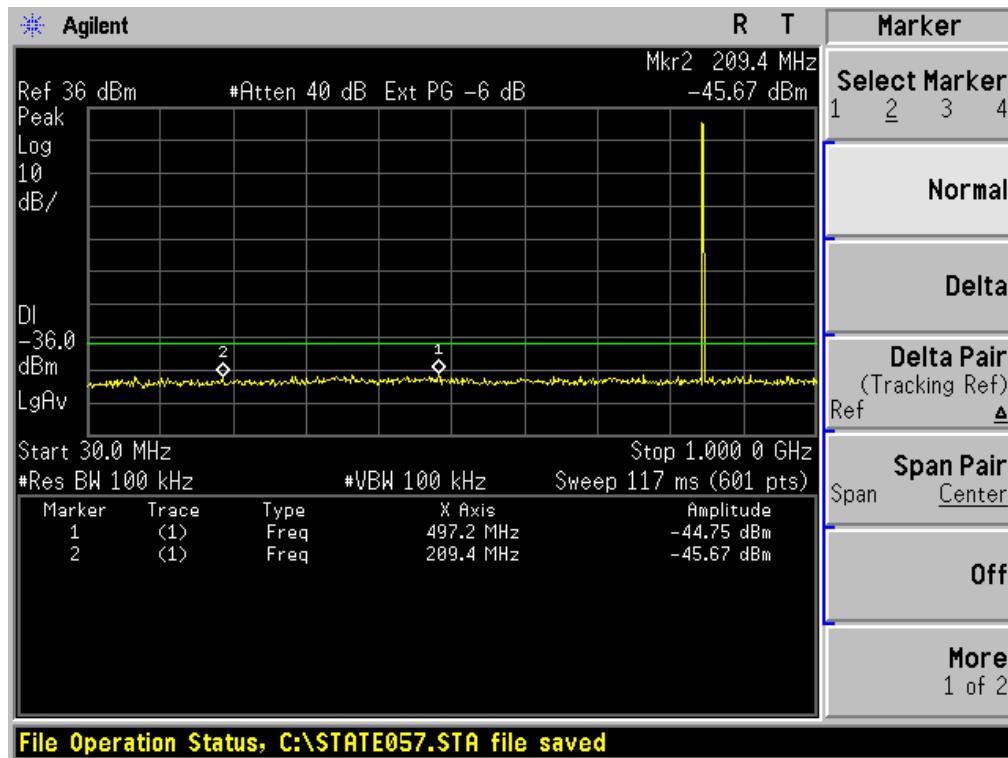 Agilent R T
Mkr2 209.4 MHz
Ref 36 dBm #Atten 40 dB Ext PG -6 dB -45.67 dBm
Peak
Log
10
dB/
DI
-36.0
dBm
LgAv
2
1
Start 30.0 MHz Stop 1.000 0 GHz
#Res BW 100 kHz #VBW 100 kHz Sweep 117 ms (601 pts)
Marker Trace Type X Axis Amplitude
1 (1) Freq 497.2 MHz -44.75 dBm
2 (1) Freq 209.4 MHz -45.67 dBm
File Operation Status, C:\STATE057.STA file saved
Marker
Select Marker
1 2 3 4
Normal
Delta
Delta Pair
(Tracking Ref)
Ref Δ
Span Pair
Span Center
Off
More
1 of 2